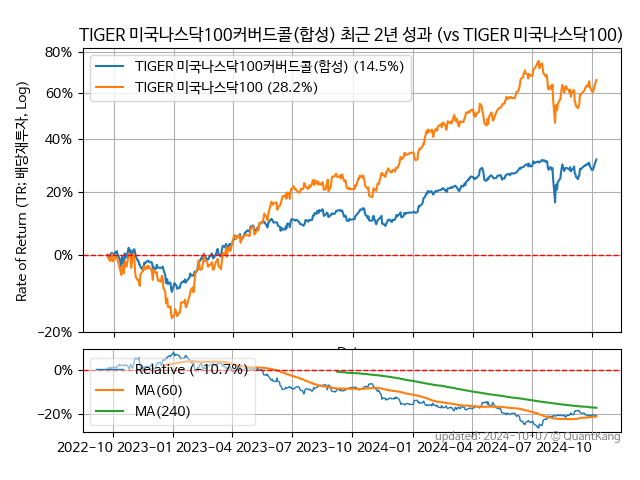 TIGER 미국나스닥100커버드콜(합성) 최근 2년 성과 (vs TIGER 미국나스닥100)
Rate of Return (TR: 배당재투자, Log)
80%
60%
40%
20%
0%
−20%
TIGER 미국나스닥100커버드콜(합성) (14.5%)
TIGER 미국나스닥100 (28.2%)
0%
−20%
Relative (−10.7%)
MA(60)
MA(240)
updated: 2024-10-07 © QuantKang
2022−10 2023−01 2023−04 2023−07 2023−10 2024−01 2024−04 2024−07 2024−10